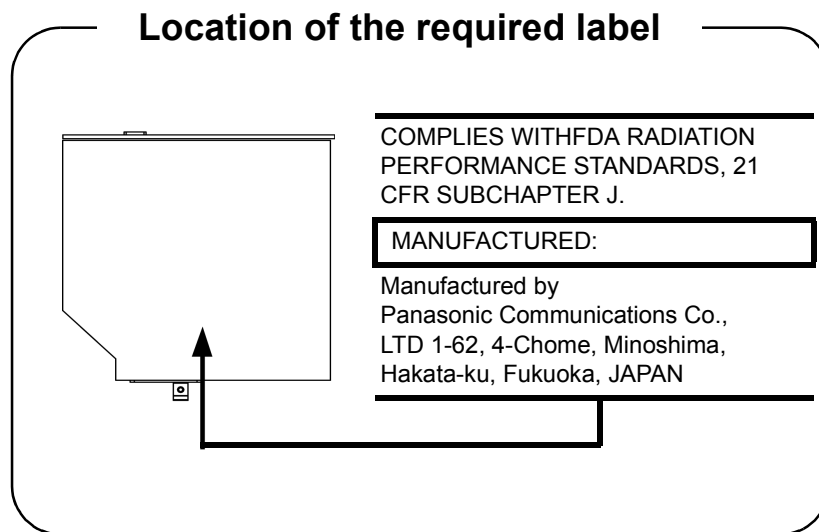 Location of the required label
COMPLIES WITHFDA RADIATION
PERFORMANCE STANDARDS, 21
CFR SUBCHAPTER J.
MANUFACTURED:
Manufactured by
Panasonic Communications Co.,
LTD 1-62, 4-Chome, Minoshima,
Hakata-ku, Fukuoka, JAPAN